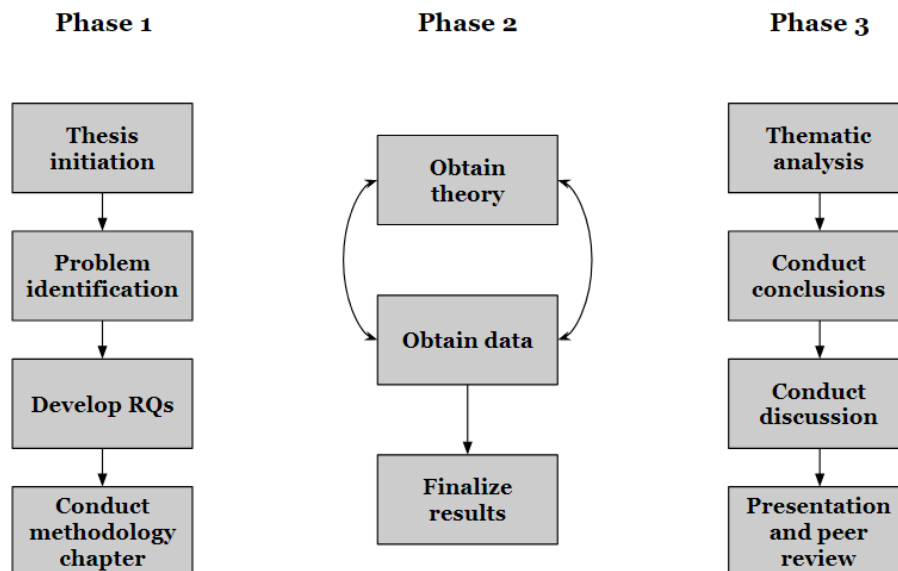 Phase 1
Thesis
initiation
Problem
identification
Develop RQs
Conduct
methodology
chapter
Phase 2
Obtain
theory
Obtain data
Finalize
results
Phase 3
Thematic
analysis
Conduct
conclusions
Conduct
discussion
Presentation
and peer
review